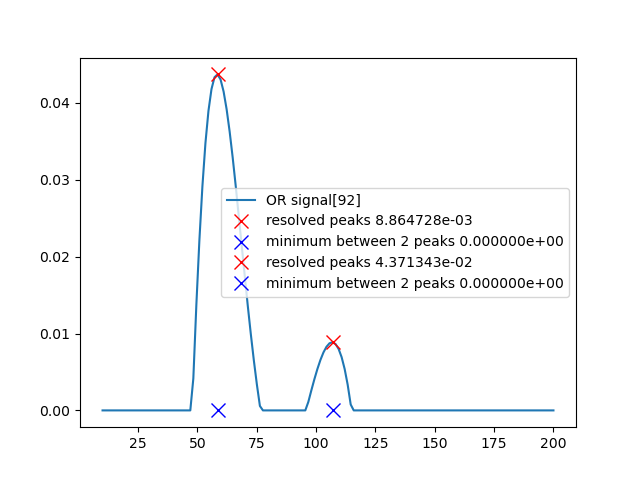 0.04
0.03
0.02
0.01
0.00
OR signal[92]
resolved peaks 8.864728e-03
minimum between 2 peaks 0.000000e+00
resolved peaks 4.371343e-02
minimum between 2 peaks 0.000000e+00
25 50 75 100 125 150 175 200